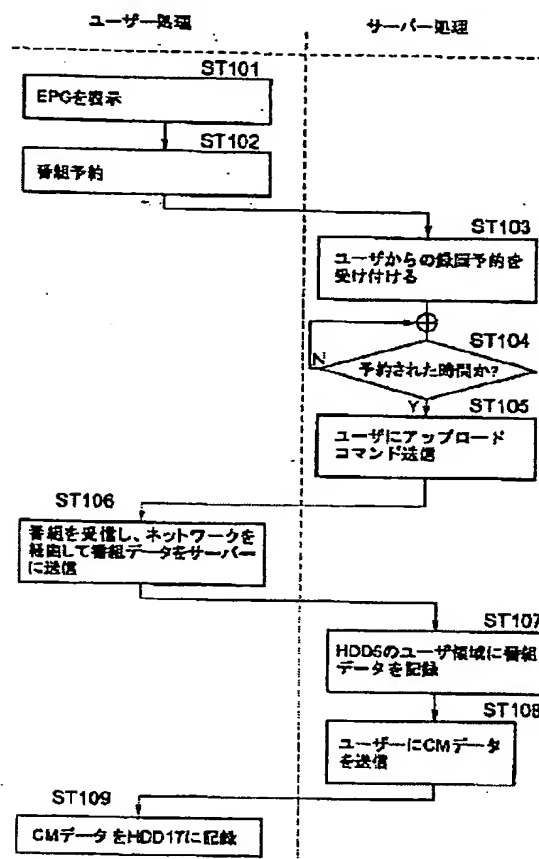 ユーザー処理
サーバー処理
ST101
EPGを表示
ST102
番組予約
ST103
ユーザからの録画予約を
受け付ける
ST104
予約された時間か?
N
Y
ST105
ユーザにアップロード
コマンド送信
ST106
番組を受信し、ネットワークを
経由して番組データをサーバー
に送信
ST107
HDD5のユーザ領域に番組
データを記録
ST108
ユーザーにCMデータ
を送信
ST109
CMデータをHDD17に記録